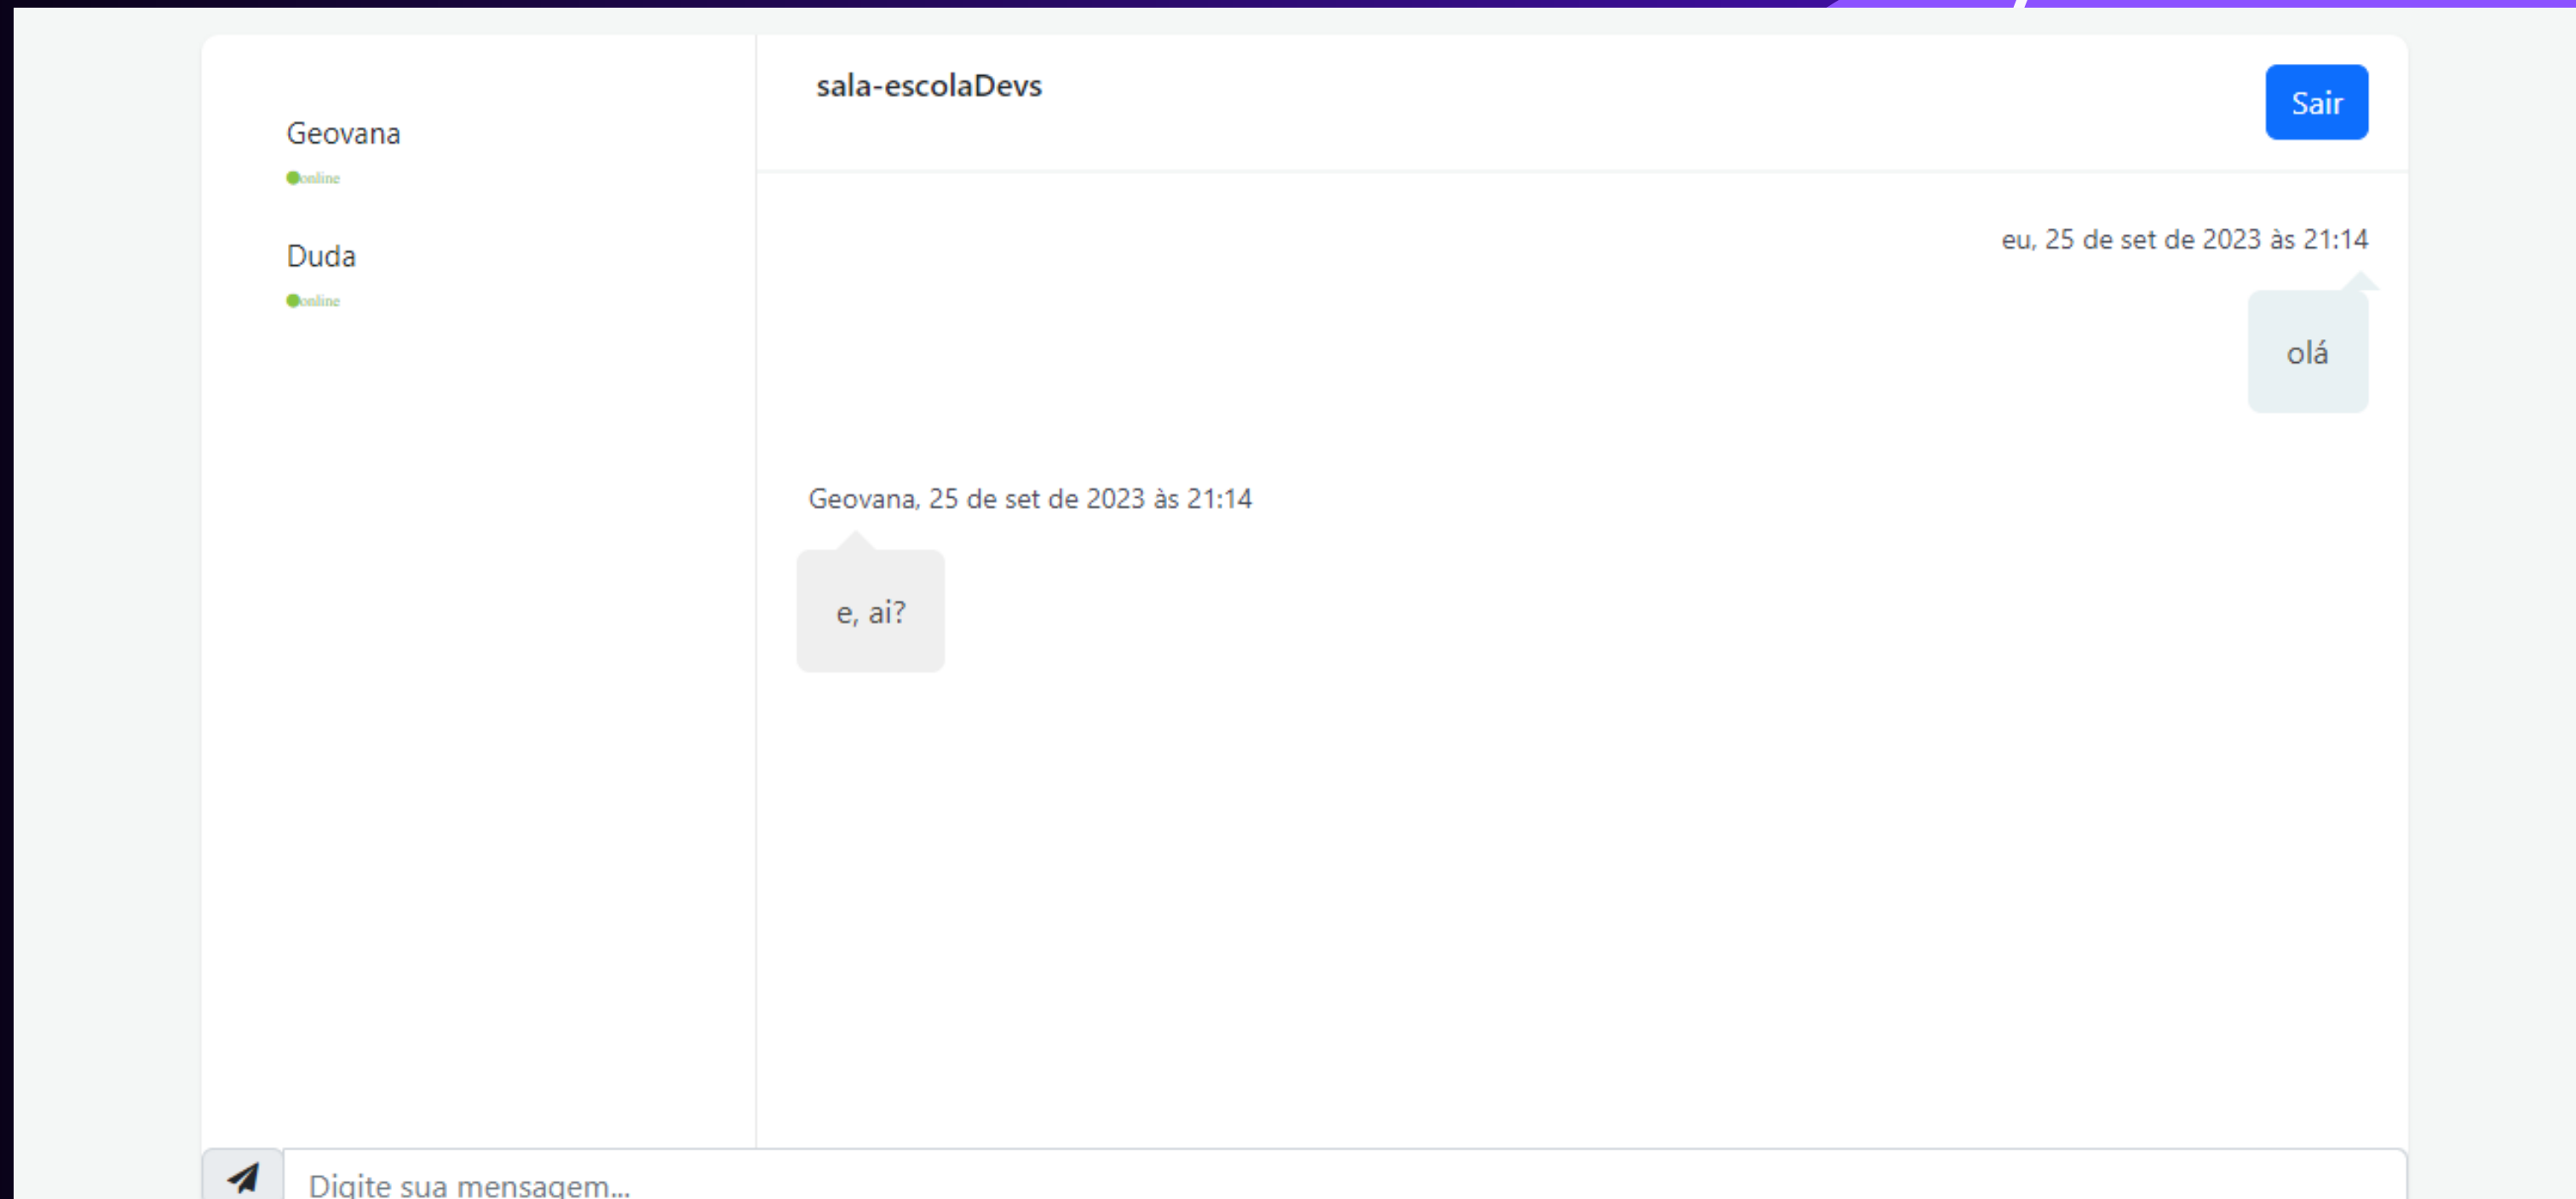 Geovana
online
Duda
online
sala-escolaDevs
Sair
eu, 25 de set de 2023 às 21:14
olá
Geovana, 25 de set de 2023 às 21:14
e, ai?
Digite sua mensagem...